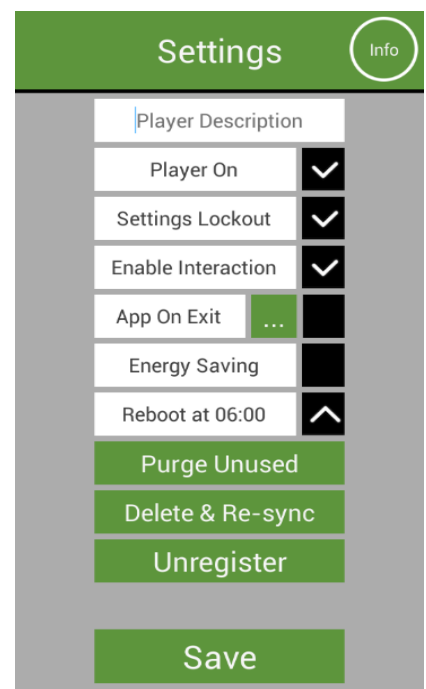 Settings
Info
Player Description
Player On
Settings Lockout
Enable Interaction
App On Exit ...
Energy Saving
Reboot at 06:00
Purge Unused
Delete & Re-sync
Unregister
Save